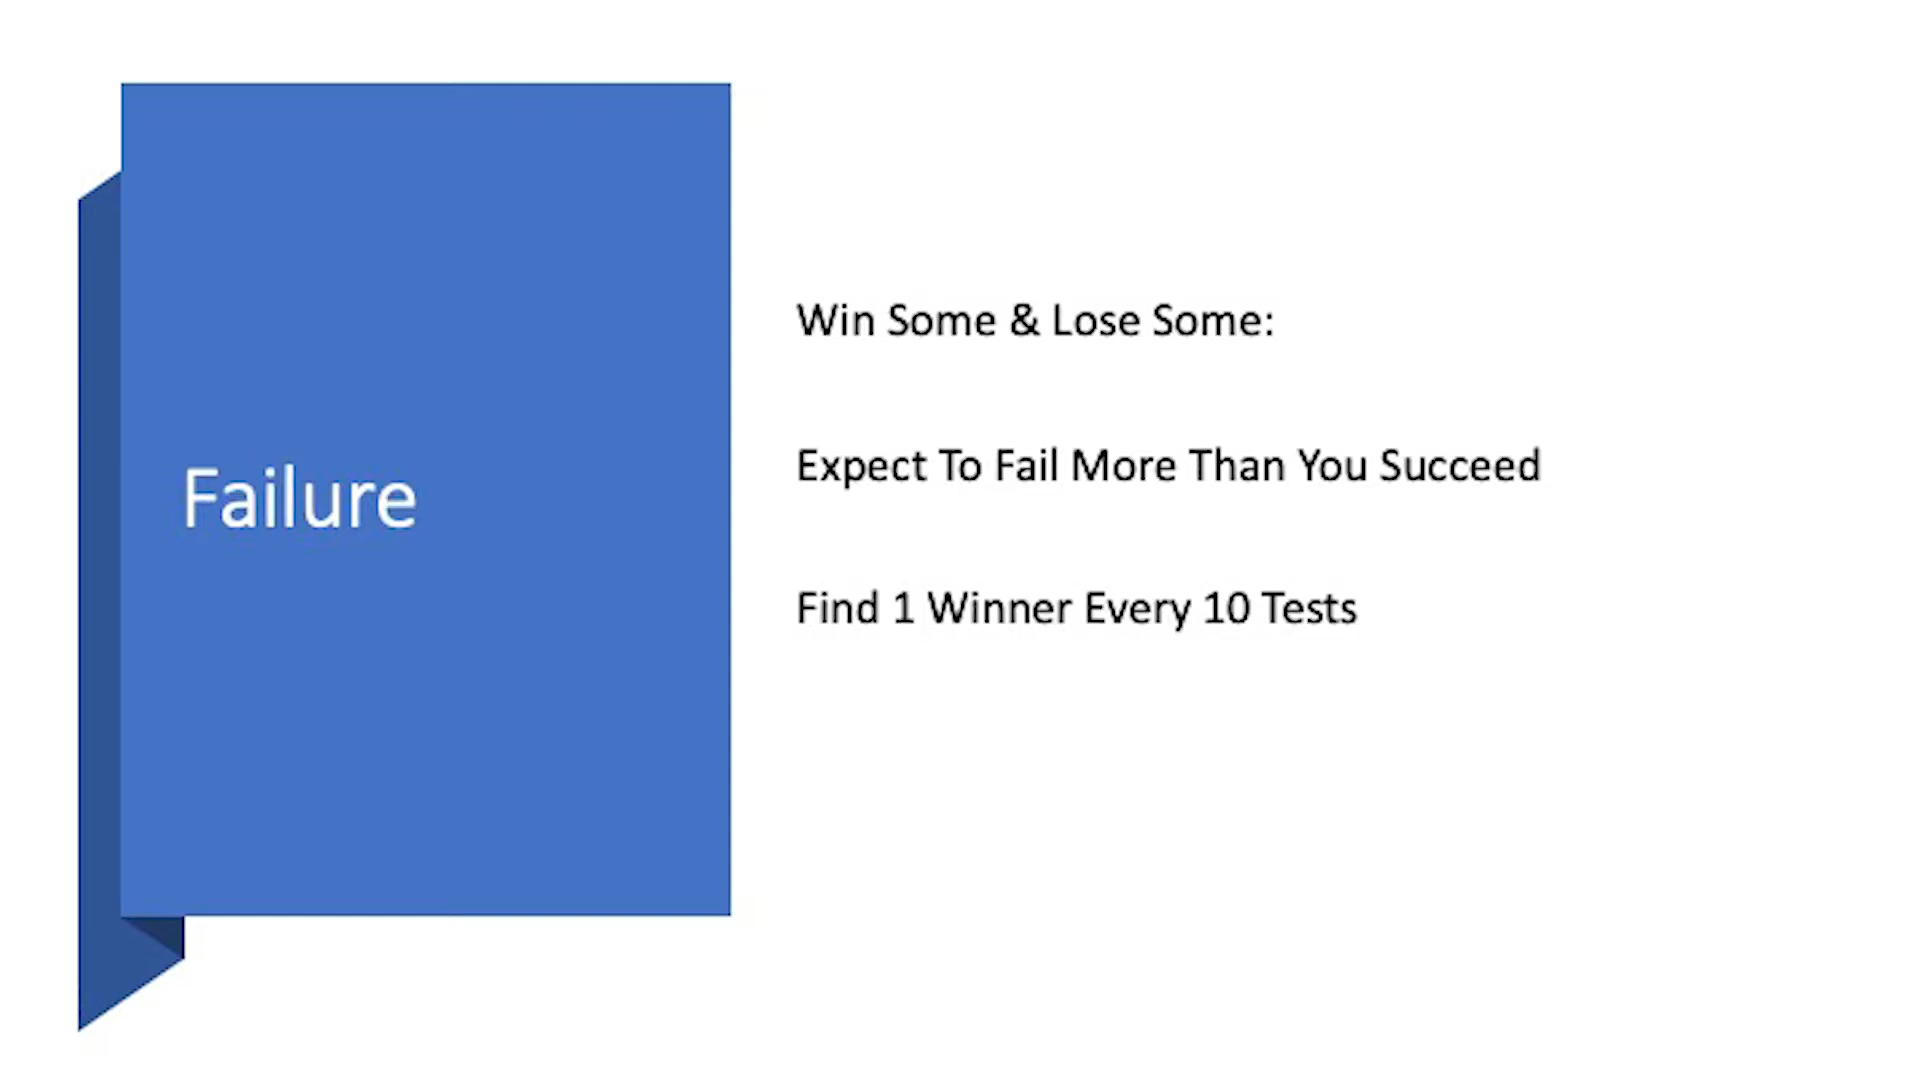 Failure
Win Some & Lose Some:
Expect To Fail More Than You Succeed
Find 1 Winner Every 10 Tests